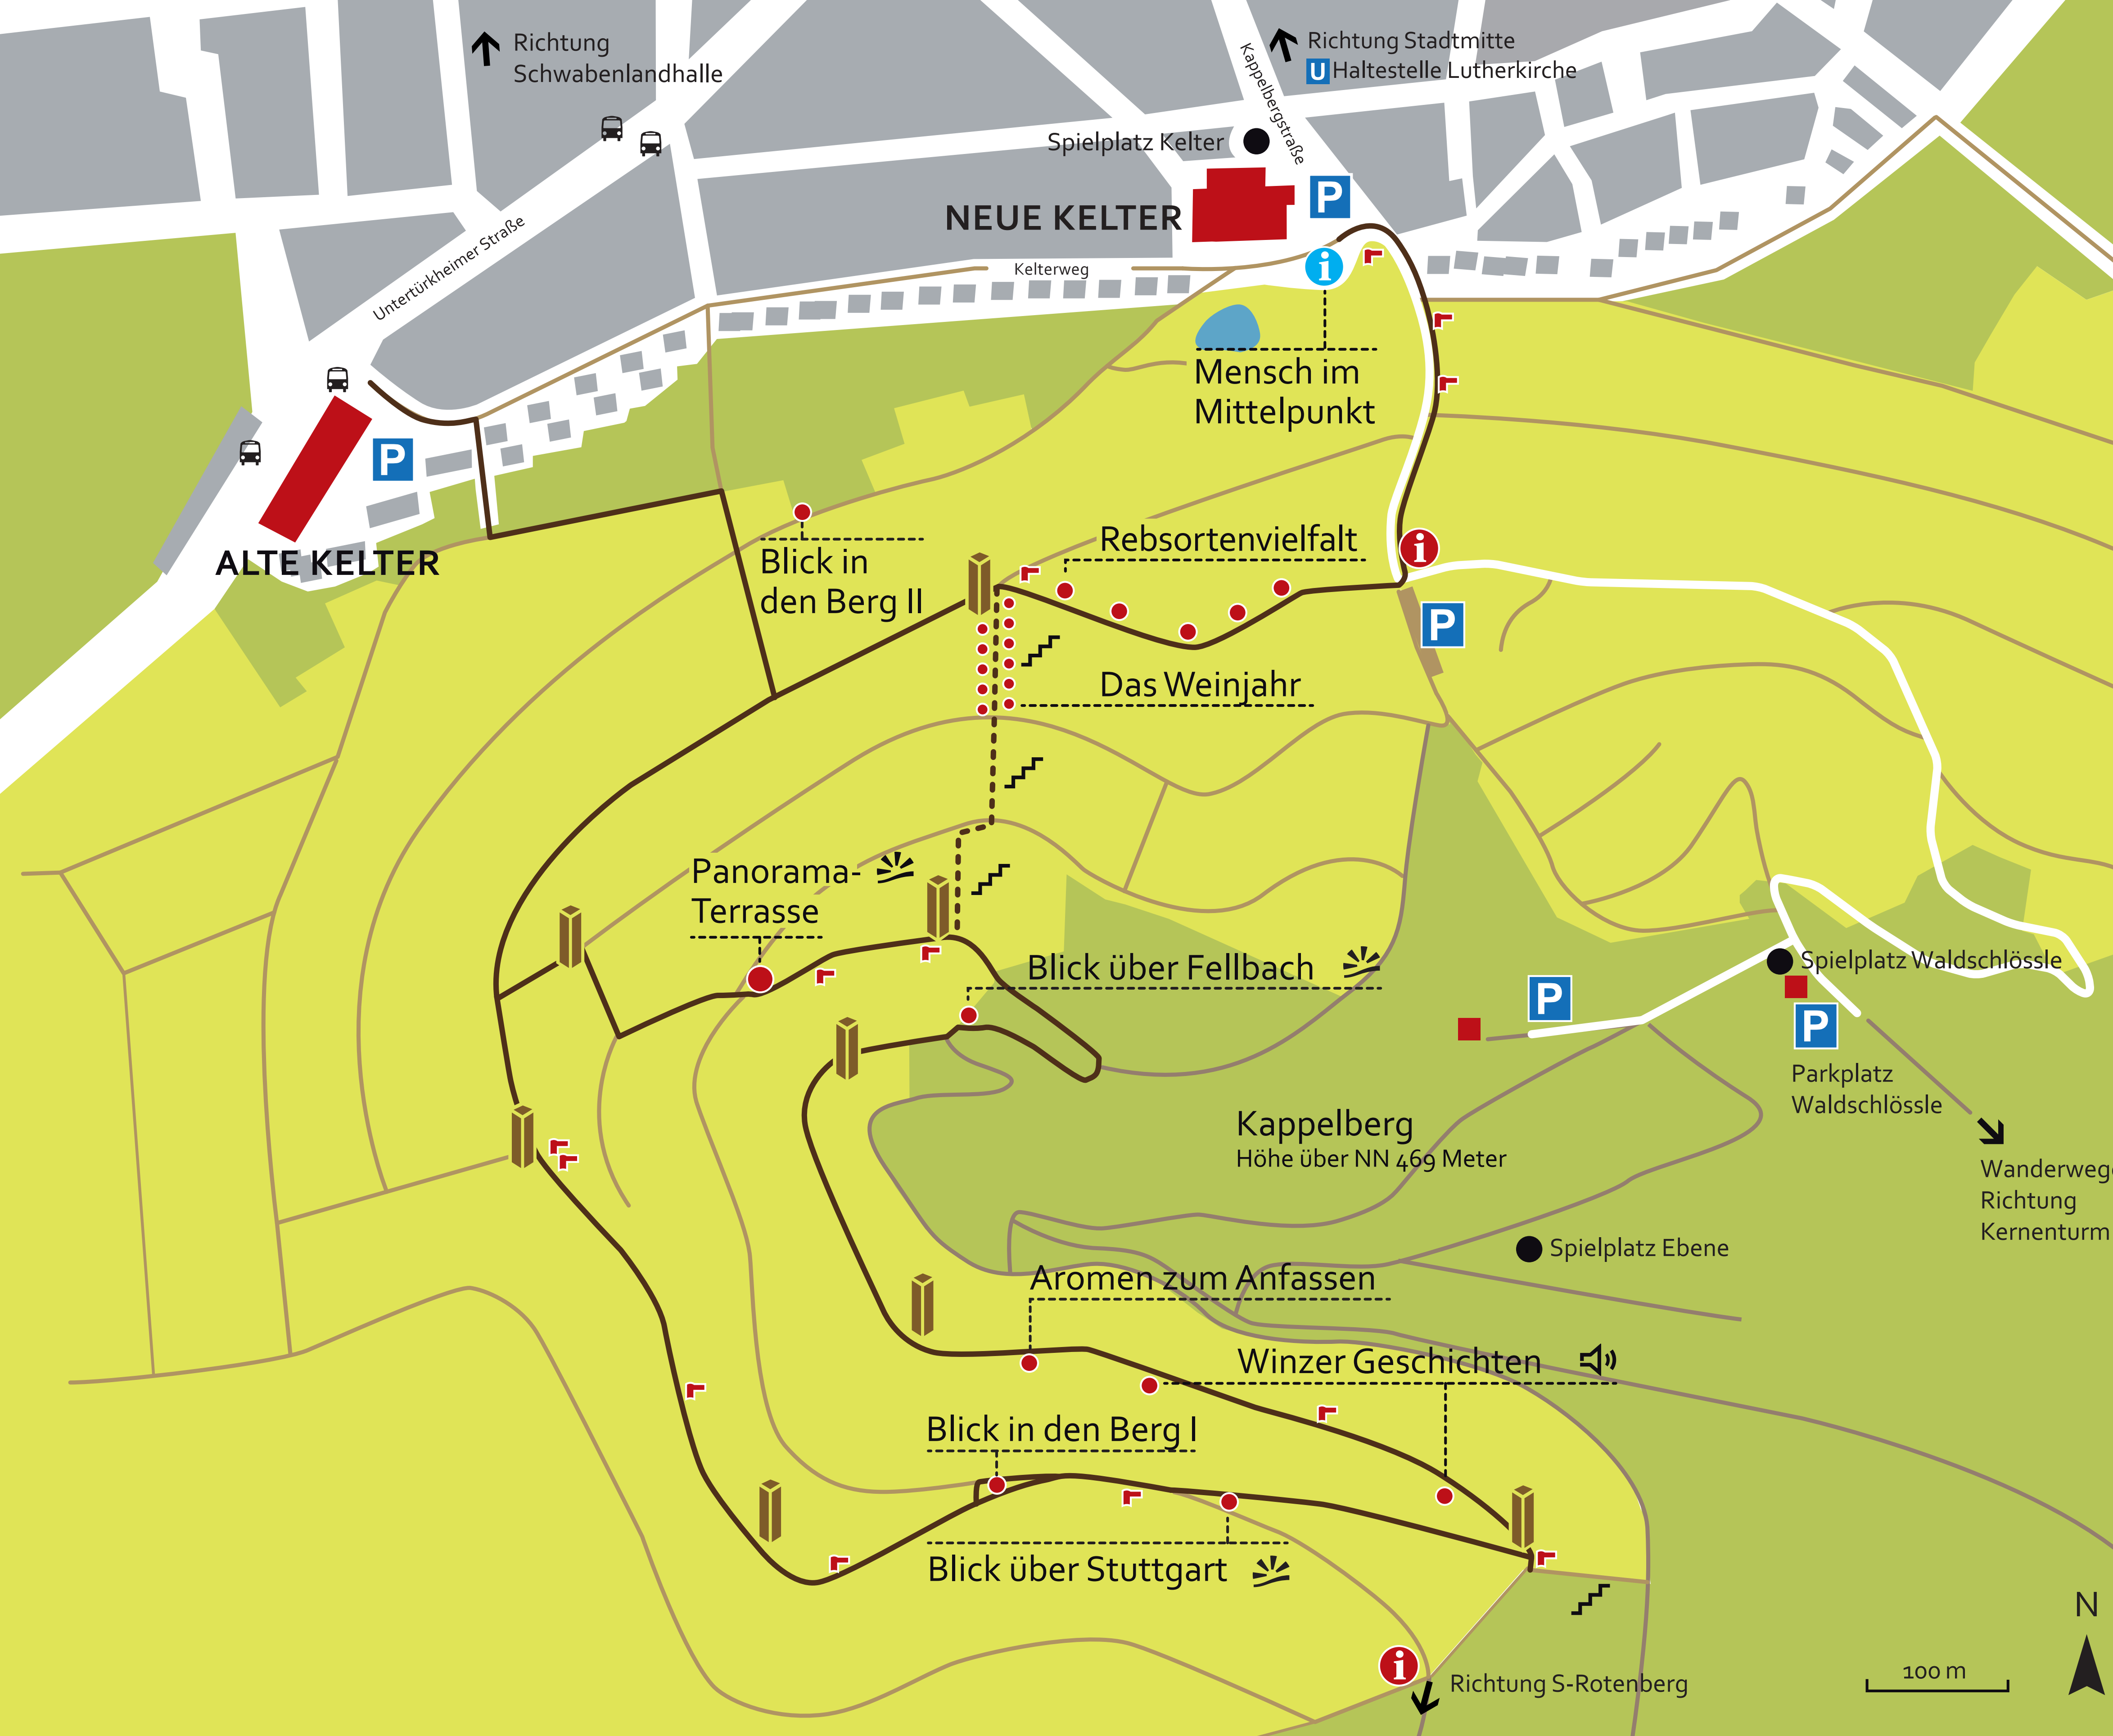 Richtung
Schwabenlandhalle
Richtung Stadtmitte
U Haltestelle Lutherkirche
Kappelbergstraße
Spielplatz Kelter
P
NEUE KELTER
Untertürkheimer Straße
Kelterweg
i
Mensch im
Mittelpunkt
P
ALTE KELTER
Blick in
den Berg II
Rebsortenvielfalt
i
P
Das Weinjahr
Panorama-
Terrasse
Blick über Fellbach
Spielplatz Waldschlössle
P
P
Parkplatz
Waldschlössle
Kappelberg
Höhe über NN 469 Meter
Wanderweg
Richtung
Kernenturm
Spielplatz Ebene
Aromen zum Anfassen
Winzer Geschichten
Blick in den Berg I
Blick über Stuttgart
i
Richtung S-Rotenberg
100 m
N